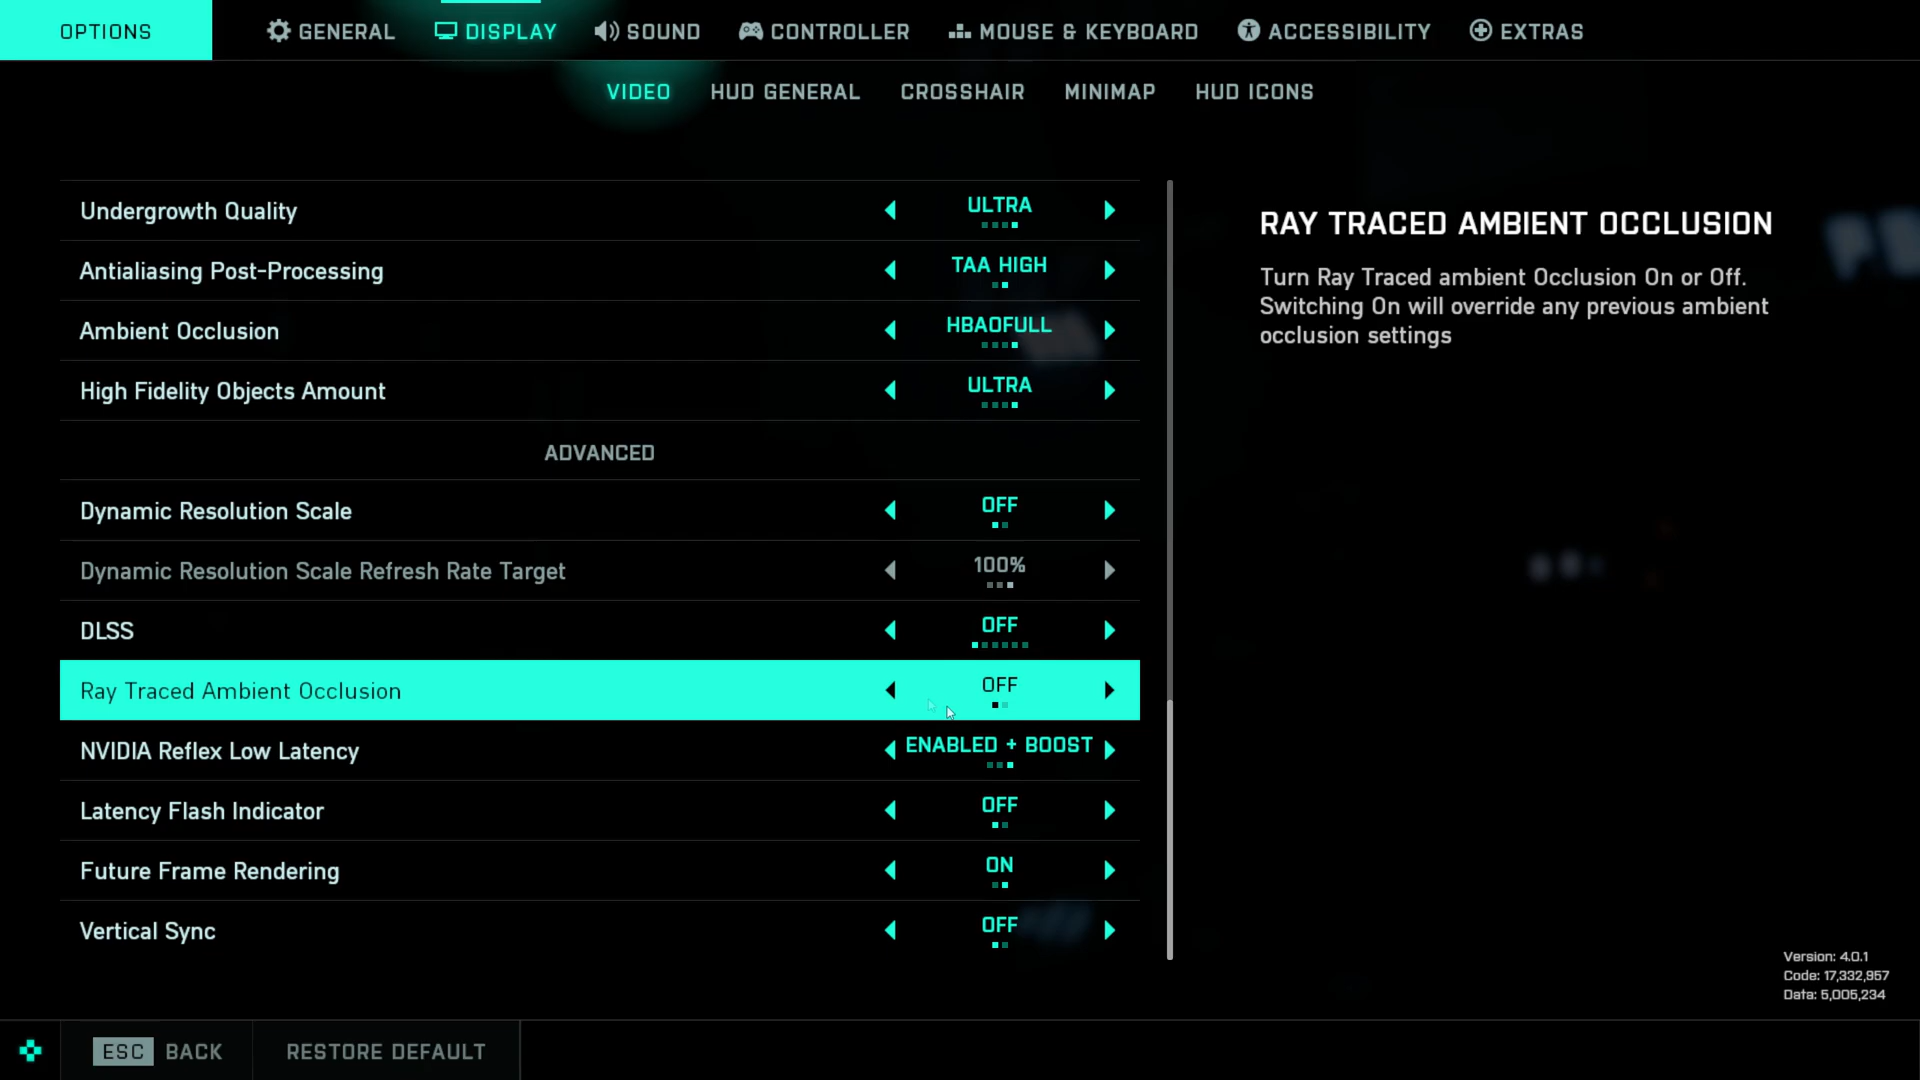 OPTIONS
GENERAL
DISPLAY
SOUND
CONTROLLER
MOUSE & KEYBOARD
ACCESSIBILITY
EXTRAS
VIDEO
HUD GENERAL
CROSSHAIR
MINIMAP
HUD ICONS
Undergrowth Quality
ULTRA
Antialiasing Post-Processing
TAA HIGH
Ambient Occlusion
HBAOFULL
High Fidelity Objects Amount
ULTRA
ADVANCED
Dynamic Resolution Scale
OFF
Dynamic Resolution Scale Refresh Rate Target
100%
DLSS
OFF
Ray Traced Ambient Occlusion
OFF
NVIDIA Reflex Low Latency
ENABLED + BOOST
Latency Flash Indicator
OFF
Future Frame Rendering
ON
Vertical Sync
OFF
RAY TRACED AMBIENT OCCLUSION
Turn Ray Traced ambient Occlusion On or Off.
Switching On will override any previous ambient
occlusion settings
Version: 4.0.1
Code: 17,332,957
Data: 5,005,234
ESC BACK
RESTORE DEFAULT